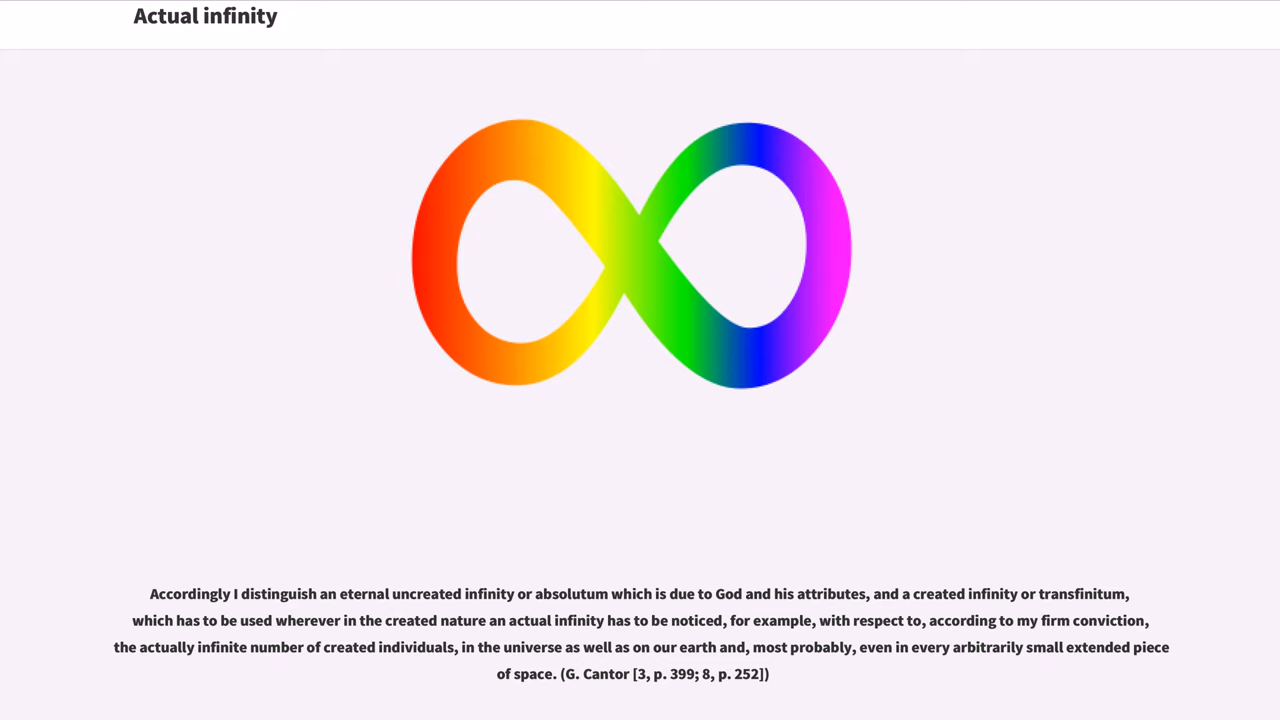 Actual infinity
Accordingly I distinguish an eternal uncreated infinity or absolutum which is due to God and his attributes, and a created infinity or transfinitum,
which has to be used wherever in the created nature an actual infinity has to be noticed, for example, with respect to, according to my firm conviction,
the actually infinite number of created individuals, in the universe as well as on our earth and, most probably, even in every arbitrarily small extended piece
of space. (G. Cantor [3, p. 399; 8, p. 252])